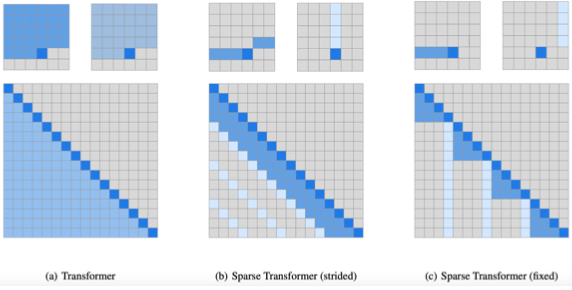 (a) Transformer
(b) Sparse Transformer (strided)
(c) Sparse Transformer (fixed)